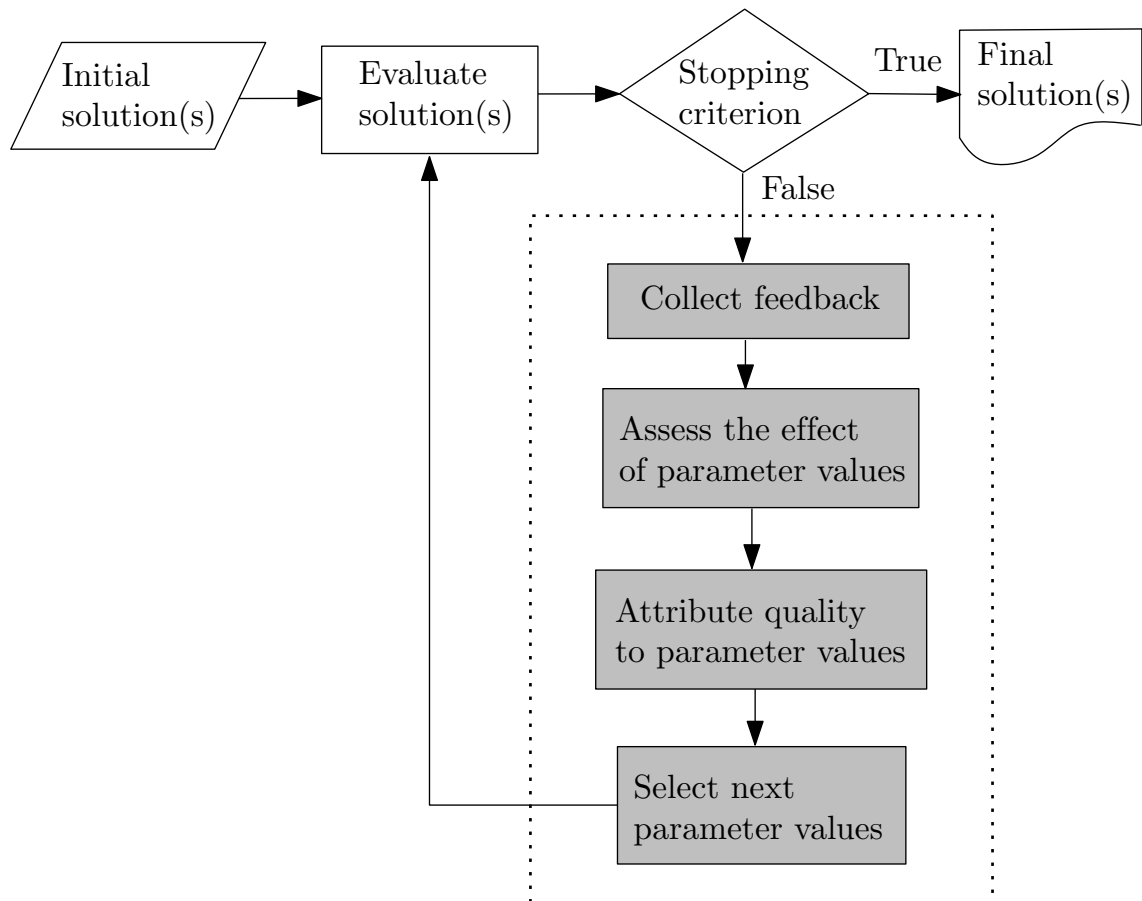 Initial
solution(s)
Evaluate
solution(s)
Stopping
criterion
True
Final
solution(s)
False
Collect feedback
Assess the effect
of parameter values
Attribute quality
to parameter values
Select next
parameter values